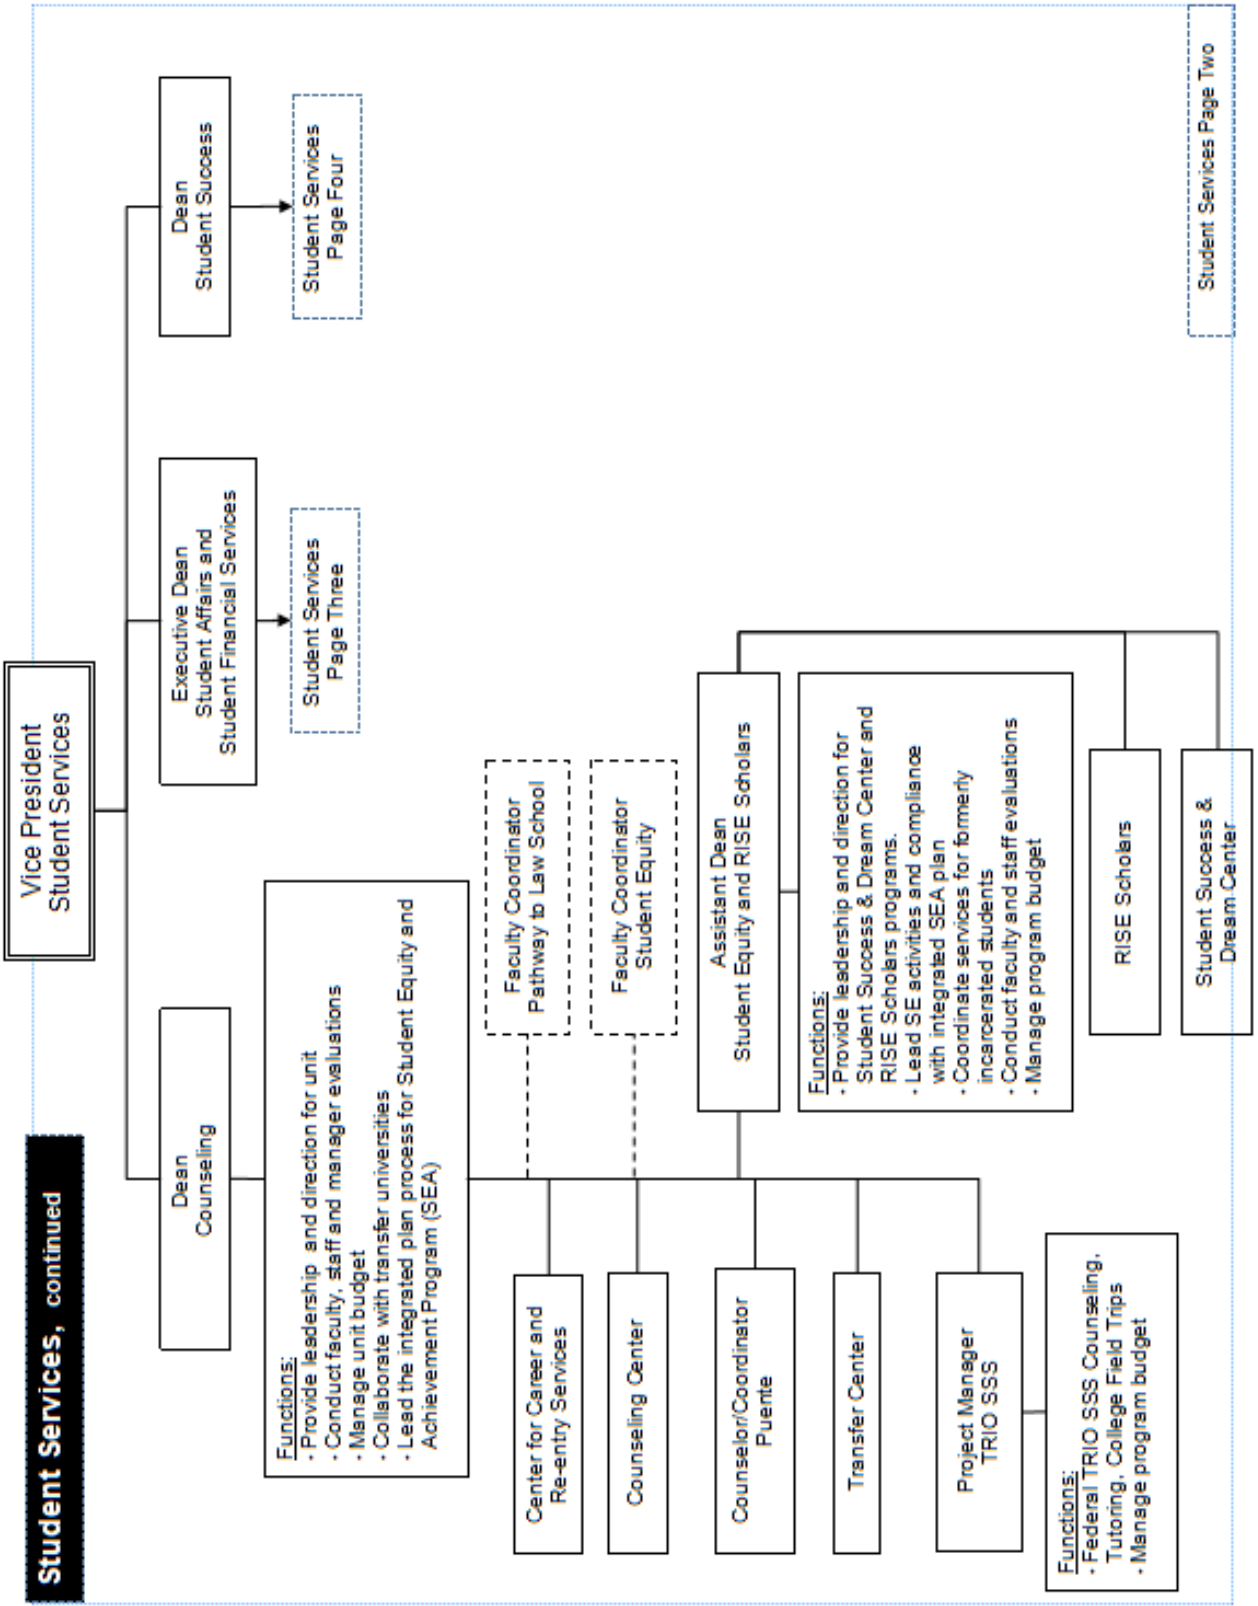 Student Services, continued
Vice President
Student Services
Dean
Counseling
Executive Dean
Student Affairs and
Student Financial Services
Dean
Student Success
Student Services
Page Three
Student Services
Page Four
Functions:
· Provide leadership and direction for unit
· Conduct faculty, staff and manager evaluations
· Manage unit budget
· Collaborate with transfer universities
· Lead the integrated plan process for Student Equity and
Achievement Program (SEA)
Faculty Coordinator
Pathway to Law School
Faculty Coordinator
Student Equity
Center for Career and
Re-entry Services
Counseling Center
Counselor/Coordinator
Puente
Transfer Center
Project Manager
TRIO SSS
Functions:
· Federal TRIO SSS Counseling,
Tutoring, College Field Trips
· Manage program budget
Assistant Dean
Student Equity and RISE Scholars
Functions:
· Provide leadership and direction for
Student Success & Dream Center and
RISE Scholars programs.
· Lead SE activities and compliance
with integrated SEA plan
· Coordinate services for formerly
incarcerated students
· Conduct faculty and staff evaluations
· Manage program budget
RISE Scholars
Student Success &
Dream Center
Student Services Page Two